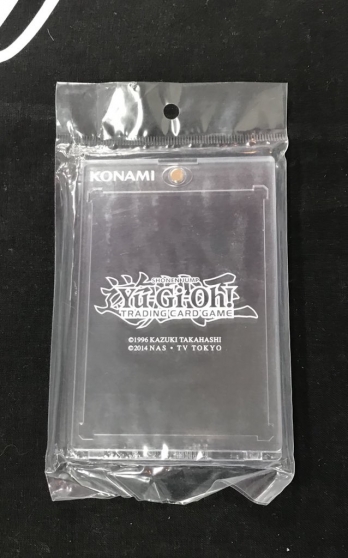 KONAMI
SHONEN JUMP
Yu-Gi-Oh!
TRADING CARD GAME
©1996 KAZUKI TAKAHASHI
©2014 NAS • TV TOKYO